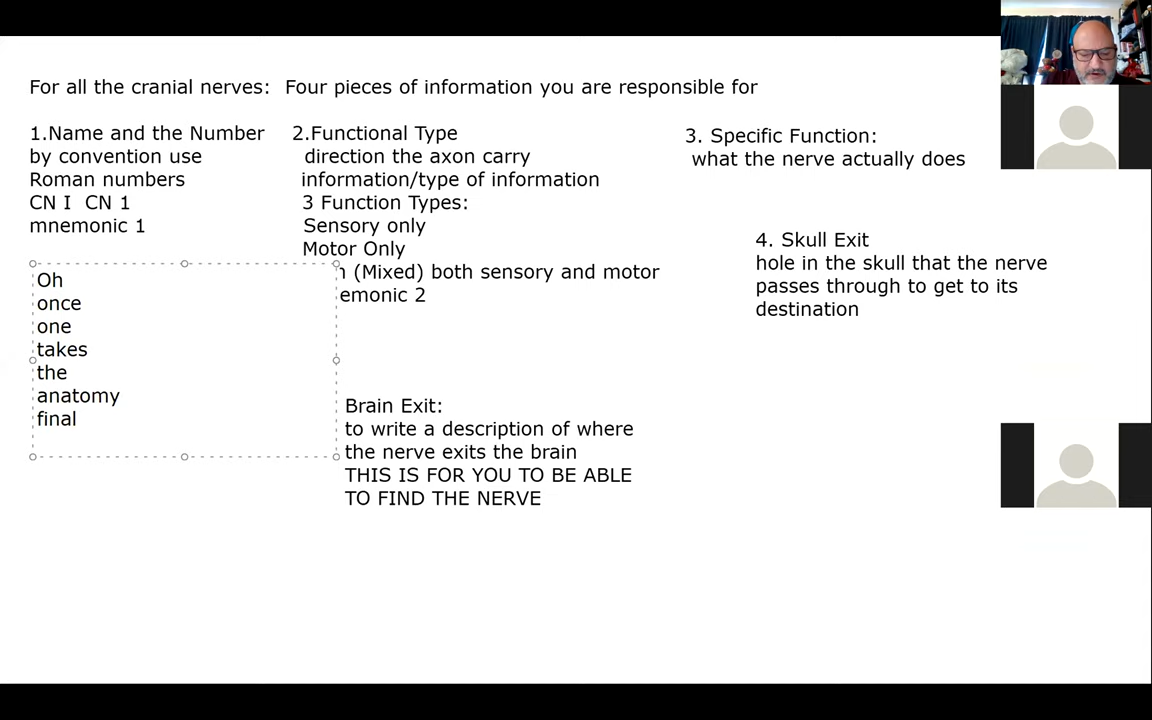 For all the cranial nerves:  Four pieces of information you are responsible for
1.Name and the Number
by convention use
Roman numbers
CN I  CN 1
mnemonic 1
Oh
once
one
takes
the
anatomy
final
2.Functional Type
direction the axon carry
information/type of information
3 Function Types:
Sensory only
Motor Only
(Mixed) both sensory and motor
emonic 2
Brain Exit:
to write a description of where
the nerve exits the brain
THIS IS FOR YOU TO BE ABLE
TO FIND THE NERVE
3. Specific Function:
what the nerve actually does
4. Skull Exit
hole in the skull that the nerve
passes through to get to its
destination